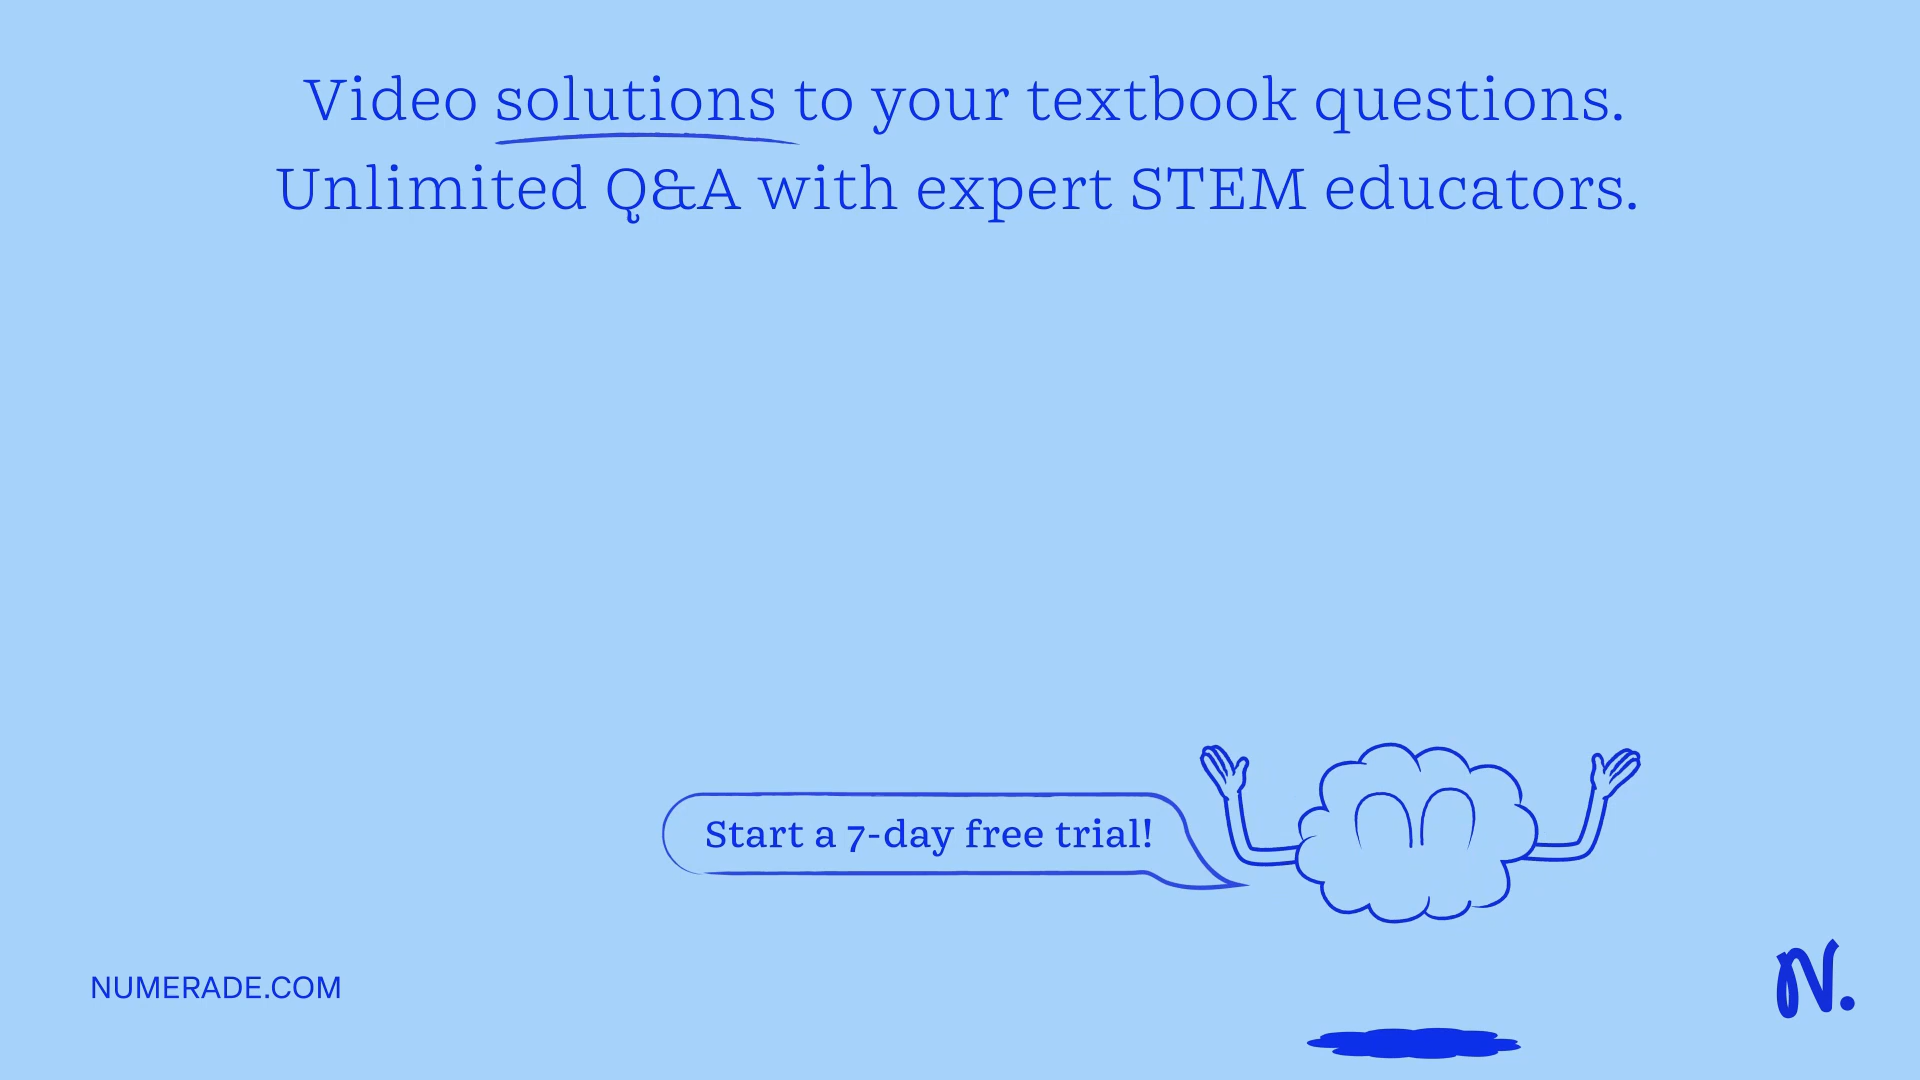 Video solutions to your textbook questions.
Unlimited Q&A with expert STEM educators.
Start a 7-day free trial!
NUMERADE.COM
N.